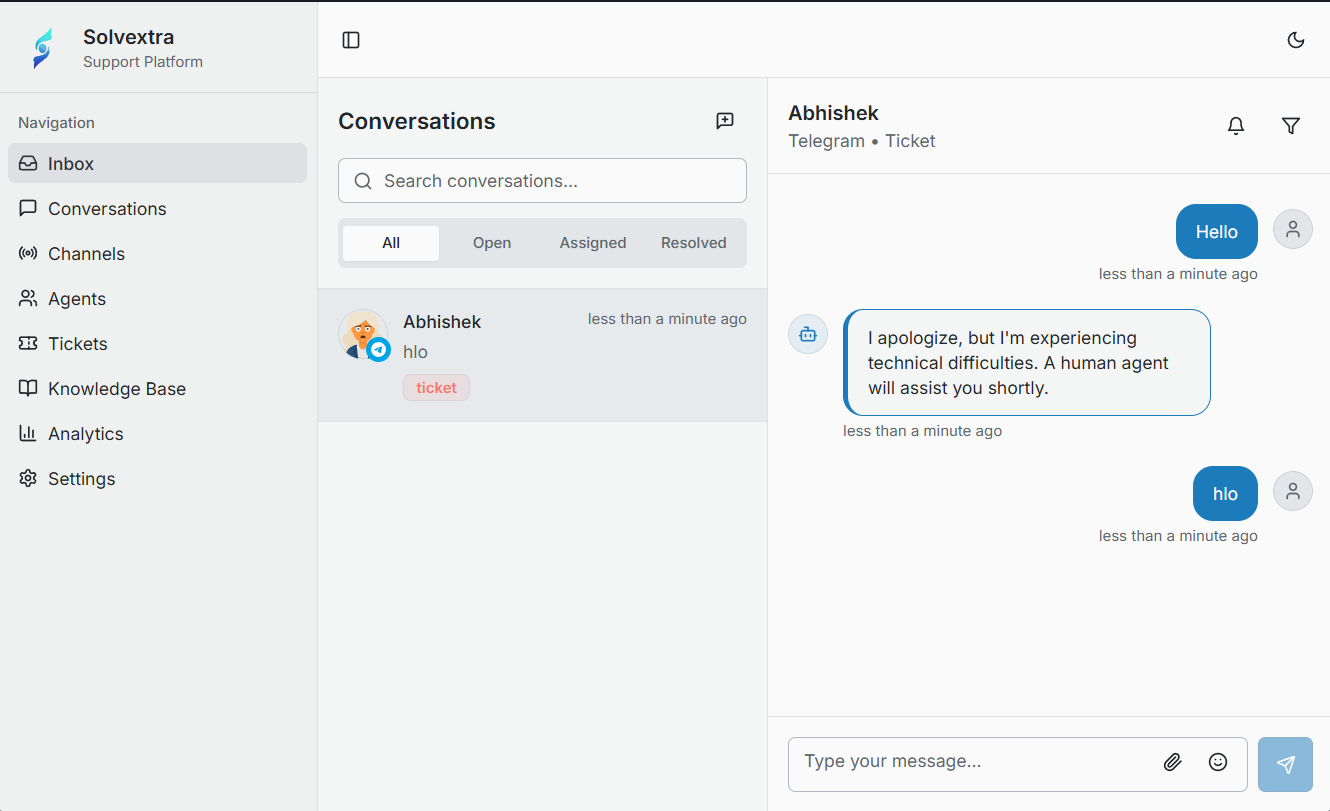 Solvextra
Support Platform
Navigation
Inbox
Conversations
Channels
Agents
Tickets
Knowledge Base
Analytics
Settings
Conversations
Search conversations...
All Open Assigned Resolved
Abhishek less than a minute ago
hlo
ticket
Abhishek
Telegram • Ticket
Hello
less than a minute ago
I apologize, but I'm experiencing
technical difficulties. A human agent
will assist you shortly.
less than a minute ago
hlo
less than a minute ago
Type your message...